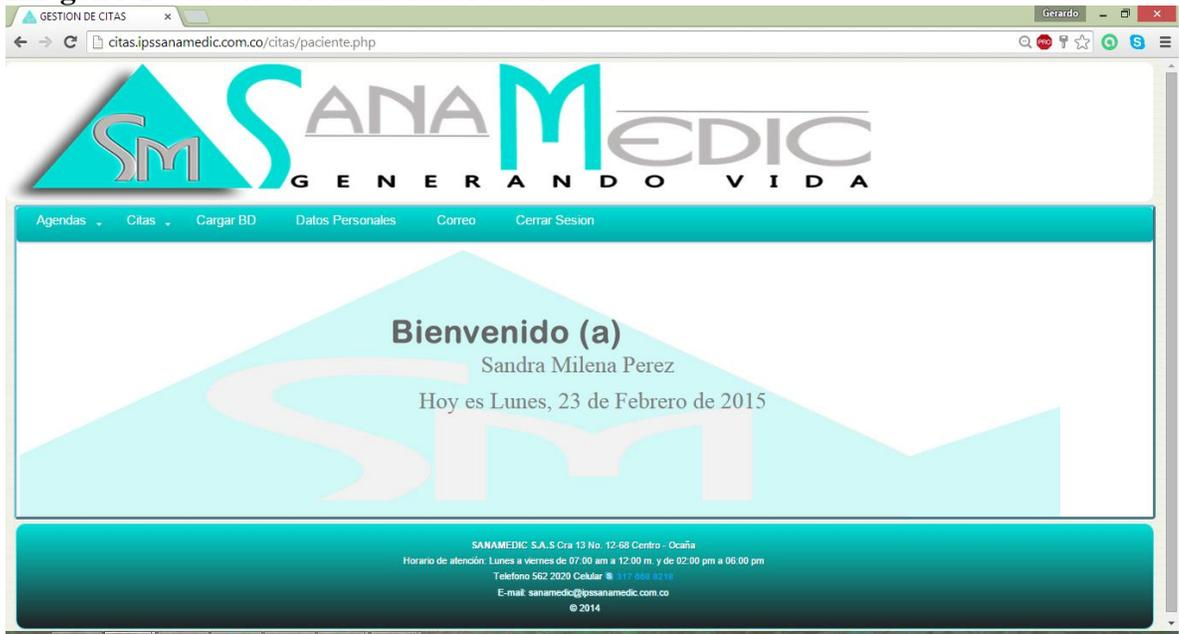 GESTION DE CITAS
Gerardo
citas.ipssanamedic.com.co/citas/paciente.php
PRO
SM SANAMEDIC
GENERANDO VIDA
Agendas Citas Cargar BD Datos Personales Correo Cerrar Sesion
Bienvenido (a)
Sandra Milena Perez
Hoy es Lunes, 23 de Febrero de 2015
SM
SANAMEDIC S.A.S Cra 13 No. 12-68 Centro - Ocaña
Horario de atención: Lunes a viernes de 07:00 am a 12:00 m. y de 02:00 pm a 06:00 pm
Telefono 562 2020 Celular
E-mail: sanamedic@ipssanamedic.com.co
© 2014